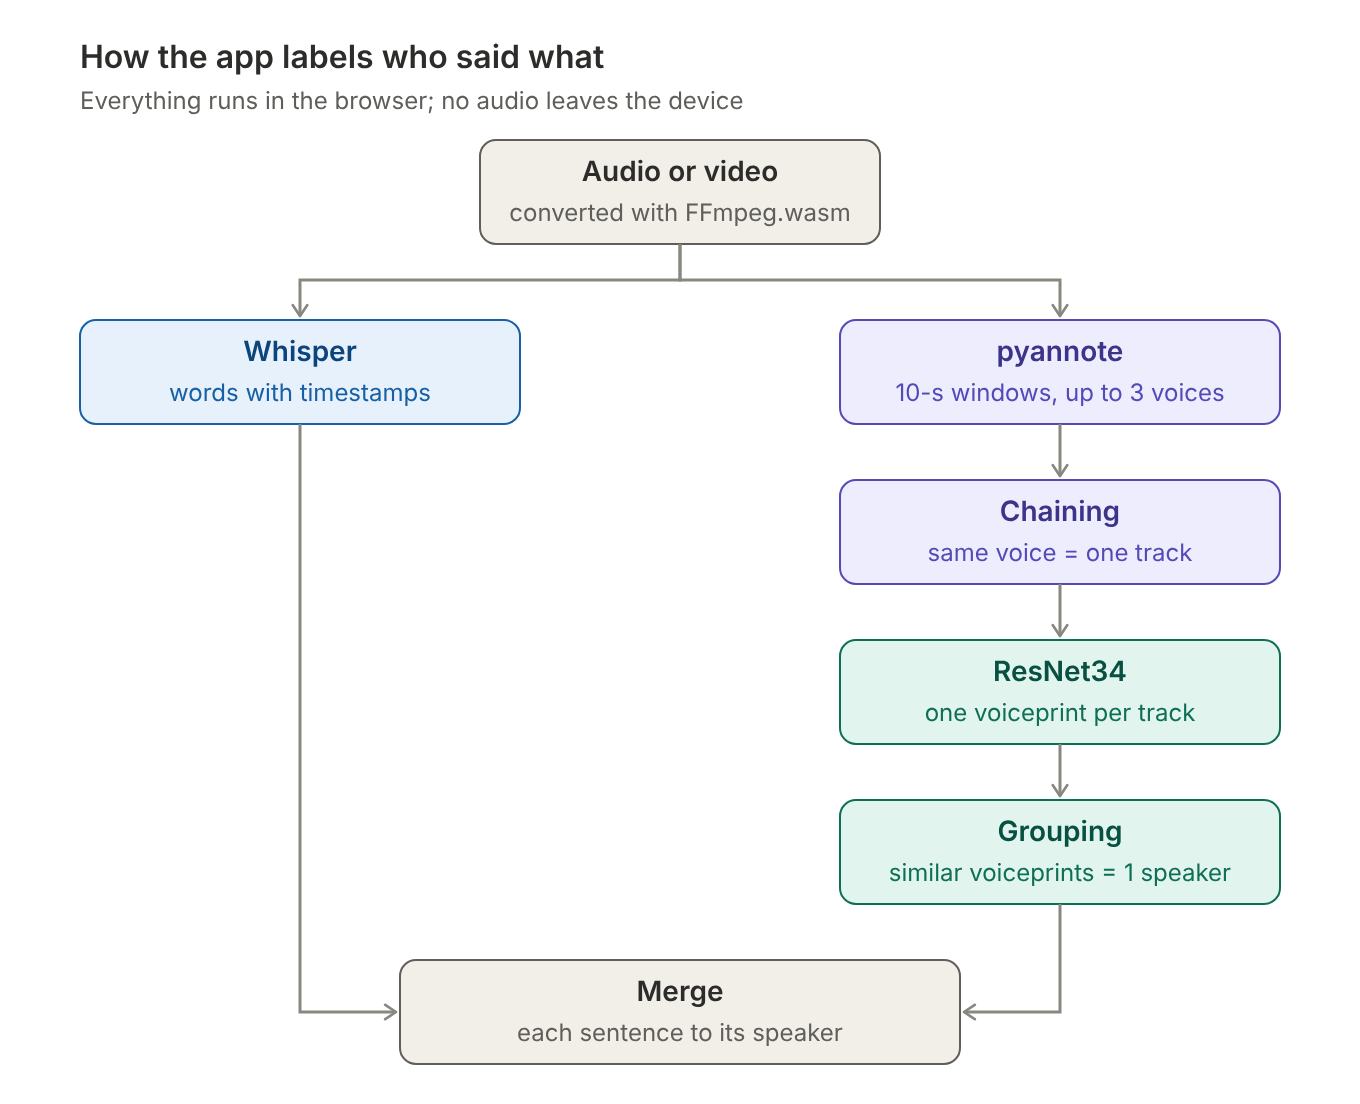 How the app labels who said what
Everything runs in the browser; no audio leaves the device
Audio or video
converted with FFmpeg.wasm
Whisper
words with timestamps
pyannote
10-s windows, up to 3 voices
Chaining
same voice = one track
ResNet34
one voiceprint per track
Grouping
similar voiceprints = 1 speaker
Merge
each sentence to its speaker